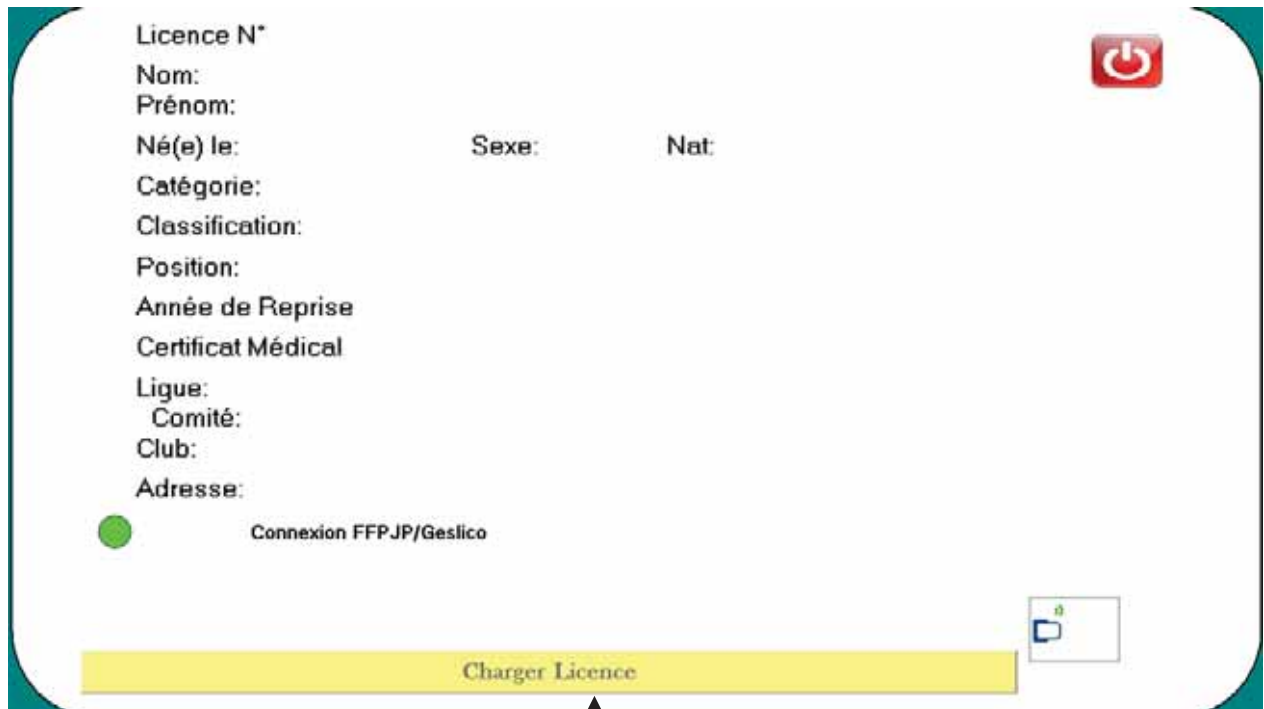 Licence N°
Nom:
Prénom:
Né(e) le: Sexe: Nat:
Catégorie:
Classification:
Position:
Année de Reprise
Certificat Médical
Ligue:
Comité:
Club:
Adresse:
Connexion FFPJP/Geslico
Charger Licence